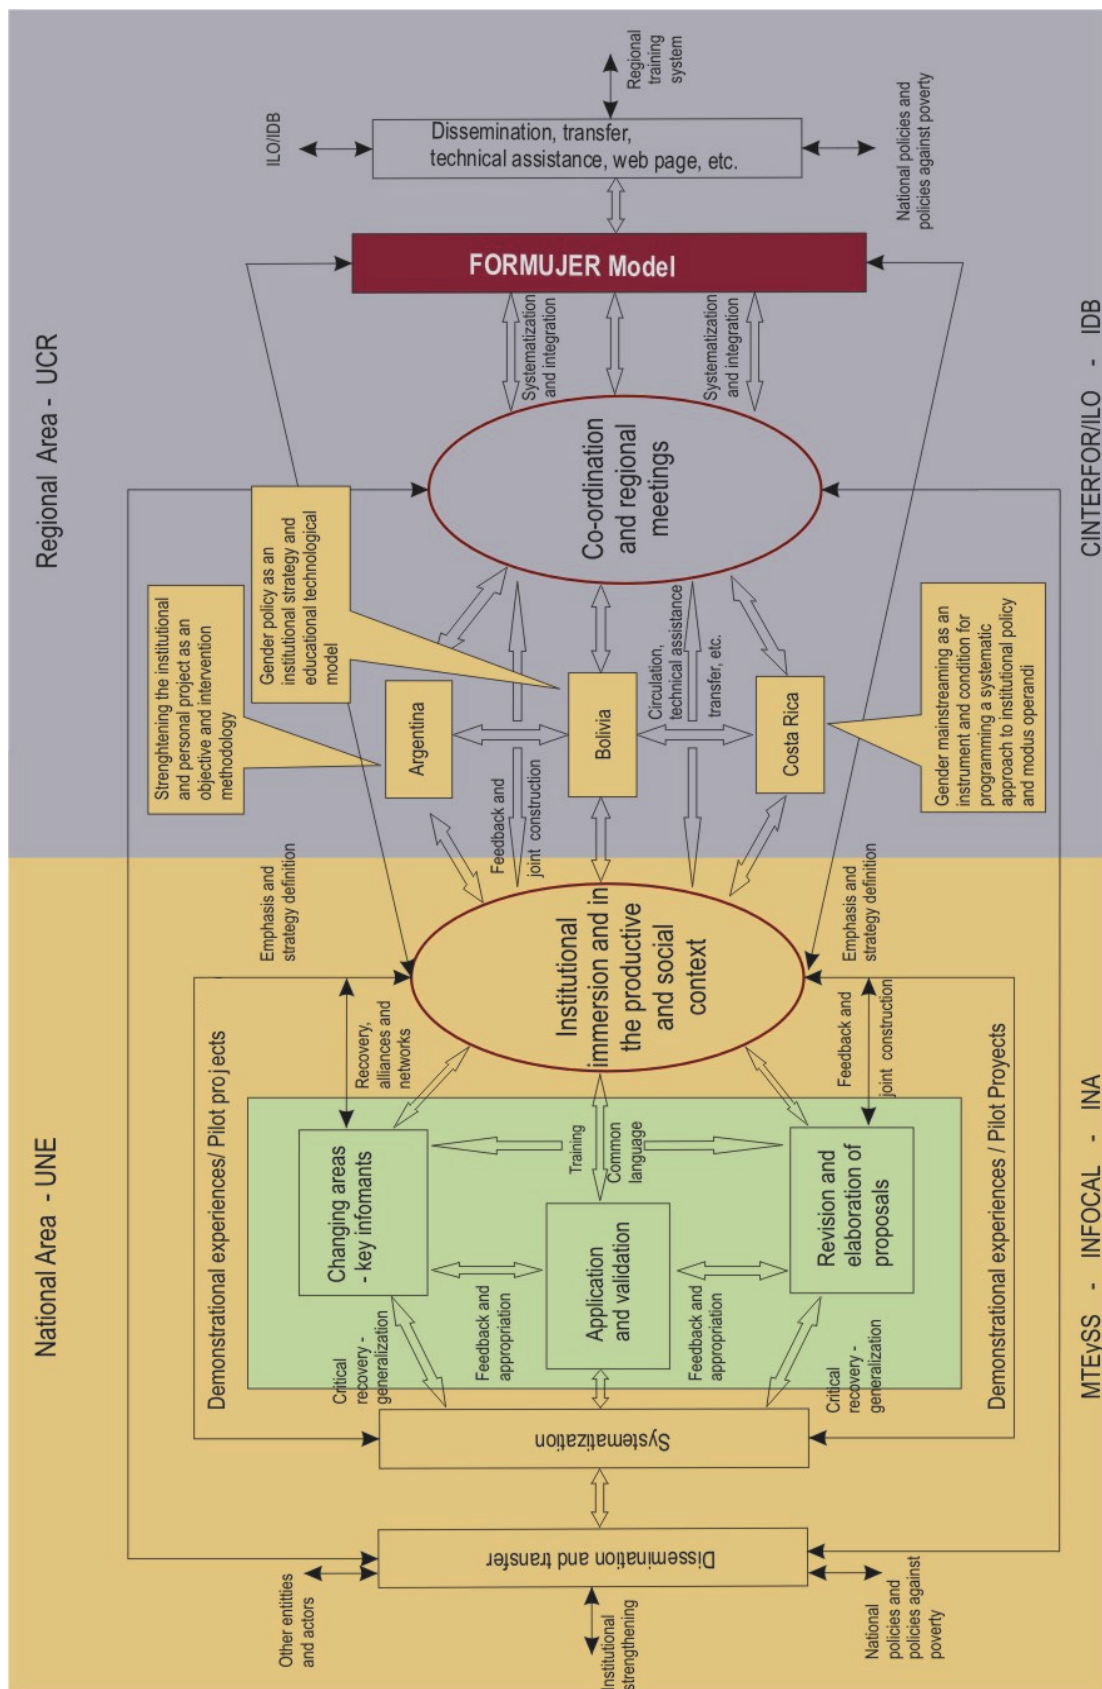 National Area - UNE
Regional Area - UCR
Demonstrational experiences/ Pilot projects
Emphasis and
strategy definition
Strenghtening the institutional
and personal project as an
objective and intervention
methodology
Gender policy as an
institutional strategy and
educational technological
model
ILO/IDB
Other entitties
and actors
Critical
recovery -
generalization
Changing areas
- key infomants
Recovery,
alliances and
networks
Argentina
Feedback and
joint construction
Systematization
and integration
FORMUJER Model
Dissemination, transfer,
technical assistance, web page, etc.
Regional
training
system
Institutional
strengthening
Dissemination and transfer
Systematization
Feedback and
appropriation
Application
and validation
Training
Common
language
Institutional
immersion and in
the productive
and social
context
Bolivia
Circulation,
technical assistance
transfer, etc.
Co-ordination
and regional
meetings
Feedback and
appropriation
Revision and
elaboration of
proposals
Critical
recovery -
generalization
Feedback and
joint construction
Emphasis and
strategy definition
Costa Rica
Systematization
and integration
National policies and
policies against poverty
Gender mainstreaming as an
instrument and condition for
programming a systematic
approach to institutional policy
and modus operandi
National
policies and
policies against
poverty
Demonstrational experiences / Pilot Proyects
MTEySS - INFOCAL - INA
CINTERFOR/ILO - IDB